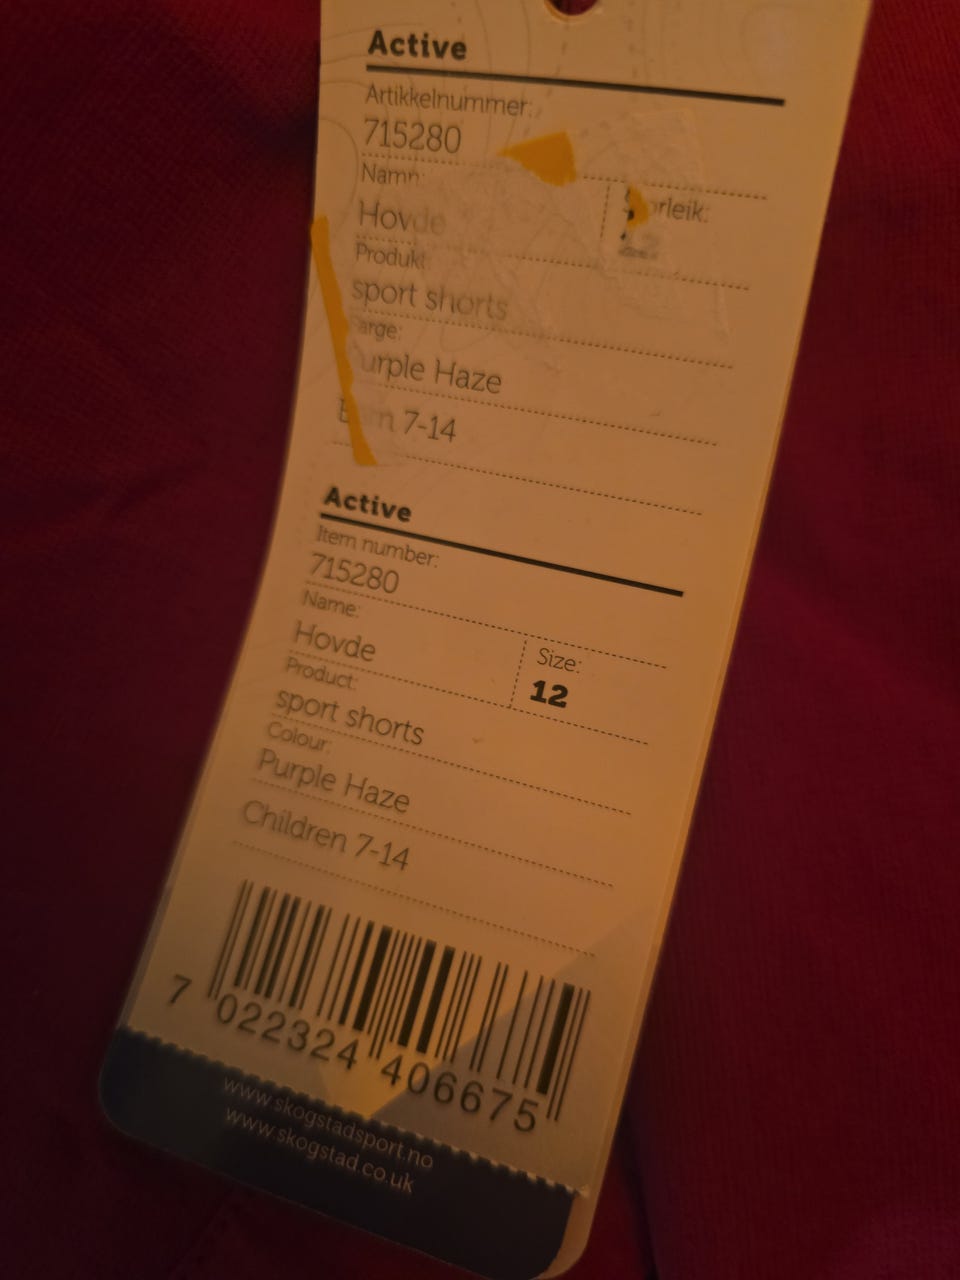 Active
Artikkelnummer:
715280
Namn:
Hovde
Produkt:
sport shorts
Purple Haze
7-14
Active
Item number:
715280
Name:
Hovde
Size:
12
Product:
sport shorts
Colour:
Purple Haze
Children 7-14
7 022324 406675
www.skogstadsport.no
www.skogstad.co.uk